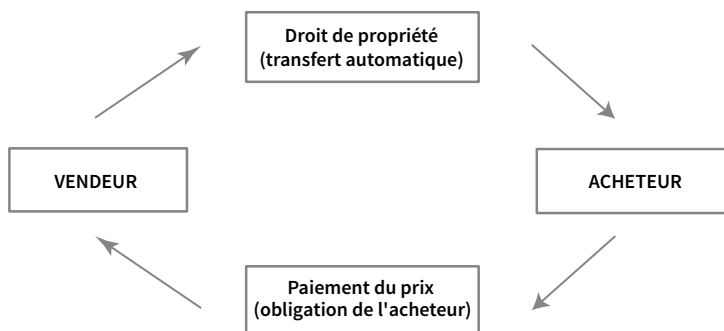 Droit de propriété
(transfert automatique)
VENDEUR
ACHETEUR
Paiement du prix
(obligation de l'acheteur)